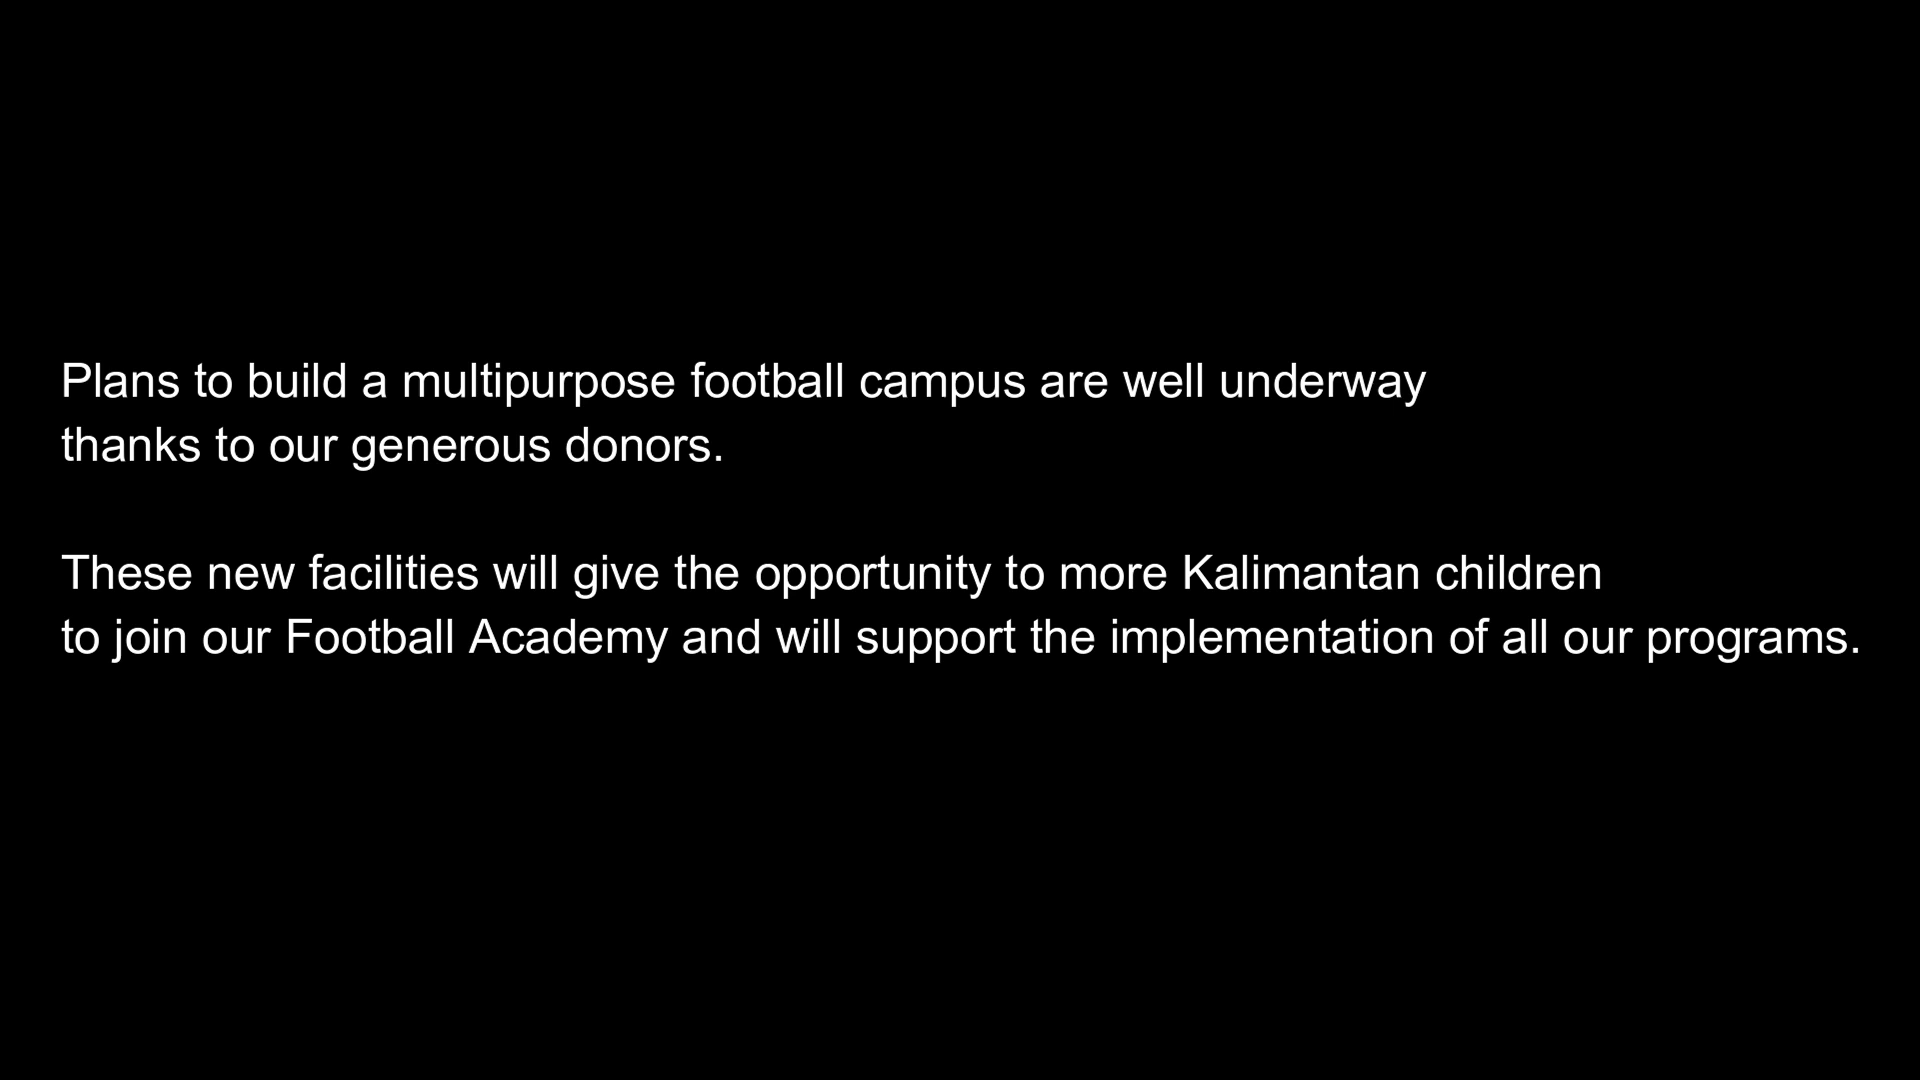 Plans to build a multipurpose football campus are well underway
thanks to our generous donors.
These new facilities will give the opportunity to more Kalimantan children
to join our Football Academy and will support the implementation of all our programs.